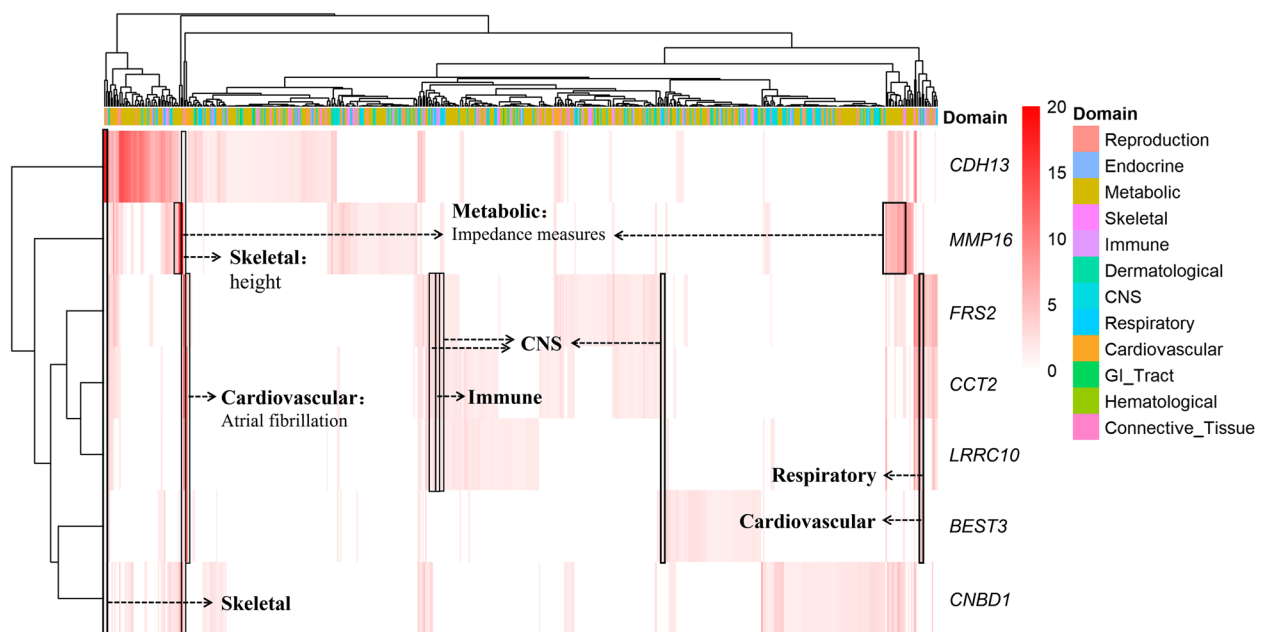 Domain
CDH13
MMP16
FRS2
CCT2
LRRC10
BEST3
CNBD1
Metabolic：
Impedance measures
Skeletal：
height
CNS
Cardiovascular：
Atrial fibrillation
Immune
Respiratory
Cardiovascular
Skeletal
20
15
10
5
0
Domain
Reproduction
Endocrine
Metabolic
Skeletal
Immune
Dermatological
CNS
Respiratory
Cardiovascular
GI_Tract
Hematological
Connective_Tissue